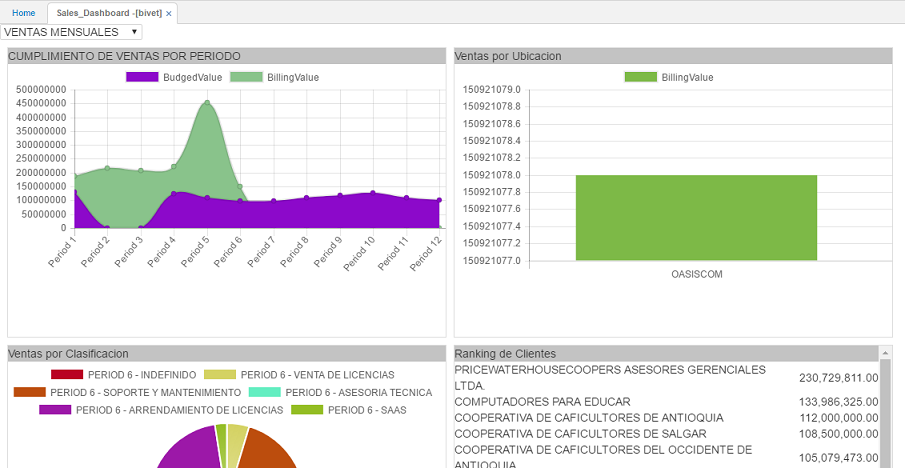 Home
Sales_Dashboard -[bivet] ×
VENTAS MENSUALES
CUMPLIMIENTO DE VENTAS POR PERIODO
BudgedValue
BillingValue
500000000
450000000
400000000
350000000
300000000
250000000
200000000
150000000
100000000
50000000
0
Period 1
Period 2
Period 3
Period 4
Period 5
Period 6
Period 7
Period 8
Period 9
Period 10
Period 11
Period 12
Ventas por Ubicacion
BillingValue
150921079.0
150921078.8
150921078.6
150921078.4
150921078.2
150921078.0
150921077.8
150921077.6
150921077.4
150921077.2
150921077.0
OASISCOM
Ventas por Clasificacion
PERIOD 6 - INDEFINIDO
PERIOD 6 - VENTA DE LICENCIAS
PERIOD 6 - SOPORTE Y MANTENIMIENTO
PERIOD 6 - ASESORIA TECNICA
PERIOD 6 - ARRENDAMIENTO DE LICENCIAS
PERIOD 6 - SAAS
Ranking de Clientes
PRICEWATERHOUSECOOPERS ASESORES GERENCIALES
LTDA.
230,729,811.00
COMPUTADORES PARA EDUCAR 133,986,325.00
COOPERATIVA DE CAFICULTORES DE ANTIOQUIA 112,000,000.00
COOPERATIVA DE CAFICULTORES DE SALGAR 108,500,000.00
COOPERATIVA DE CAFICULTORES DEL OCCIDENTE DE
ANTIOQUIA
105,079,473.00